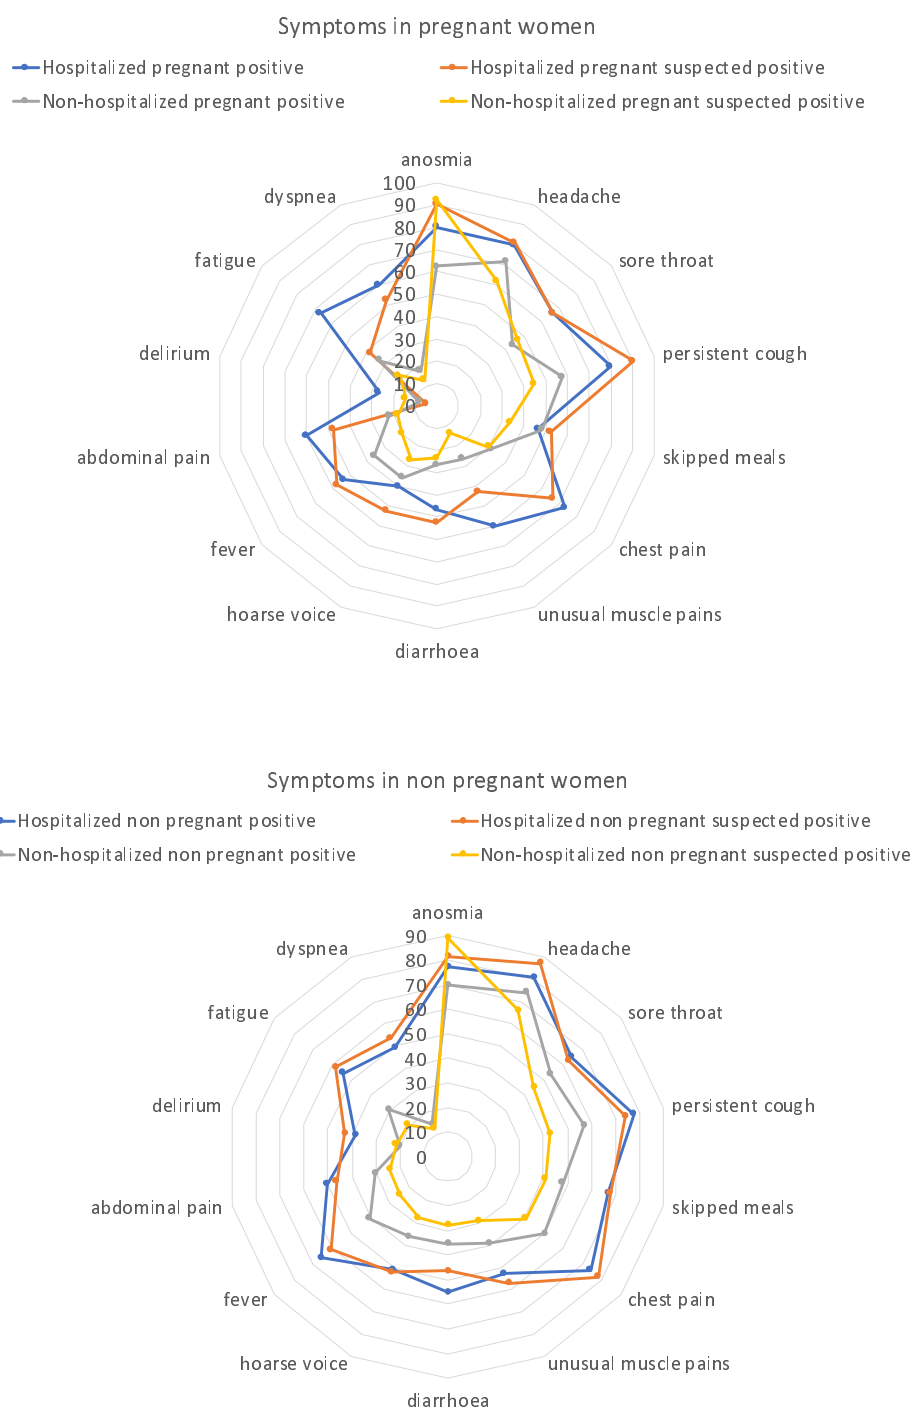 Symptoms in pregnant women
Hospitalized pregnant positive
Hospitalized pregnant suspected positive
Non-hospitalized pregnant positive
Non-hospitalized pregnant suspected positive
anosmia
headache
sore throat
persistent cough
skipped meals
chest pain
unusual muscle pains
diarrhoea
hoarse voice
fever
abdominal pain
delirium
fatigue
dyspnea
100
90
80
70
60
50
40
30
20
10
0
Symptoms in non pregnant women
Hospitalized non pregnant positive
Hospitalized non pregnant suspected positive
Non-hospitalized non pregnant positive
Non-hospitalized non pregnant suspected positive
anosmia
headache
sore throat
persistent cough
skipped meals
chest pain
unusual muscle pains
diarrhoea
hoarse voice
fever
abdominal pain
delirium
fatigue
dyspnea
90
80
70
60
50
40
30
20
10
0